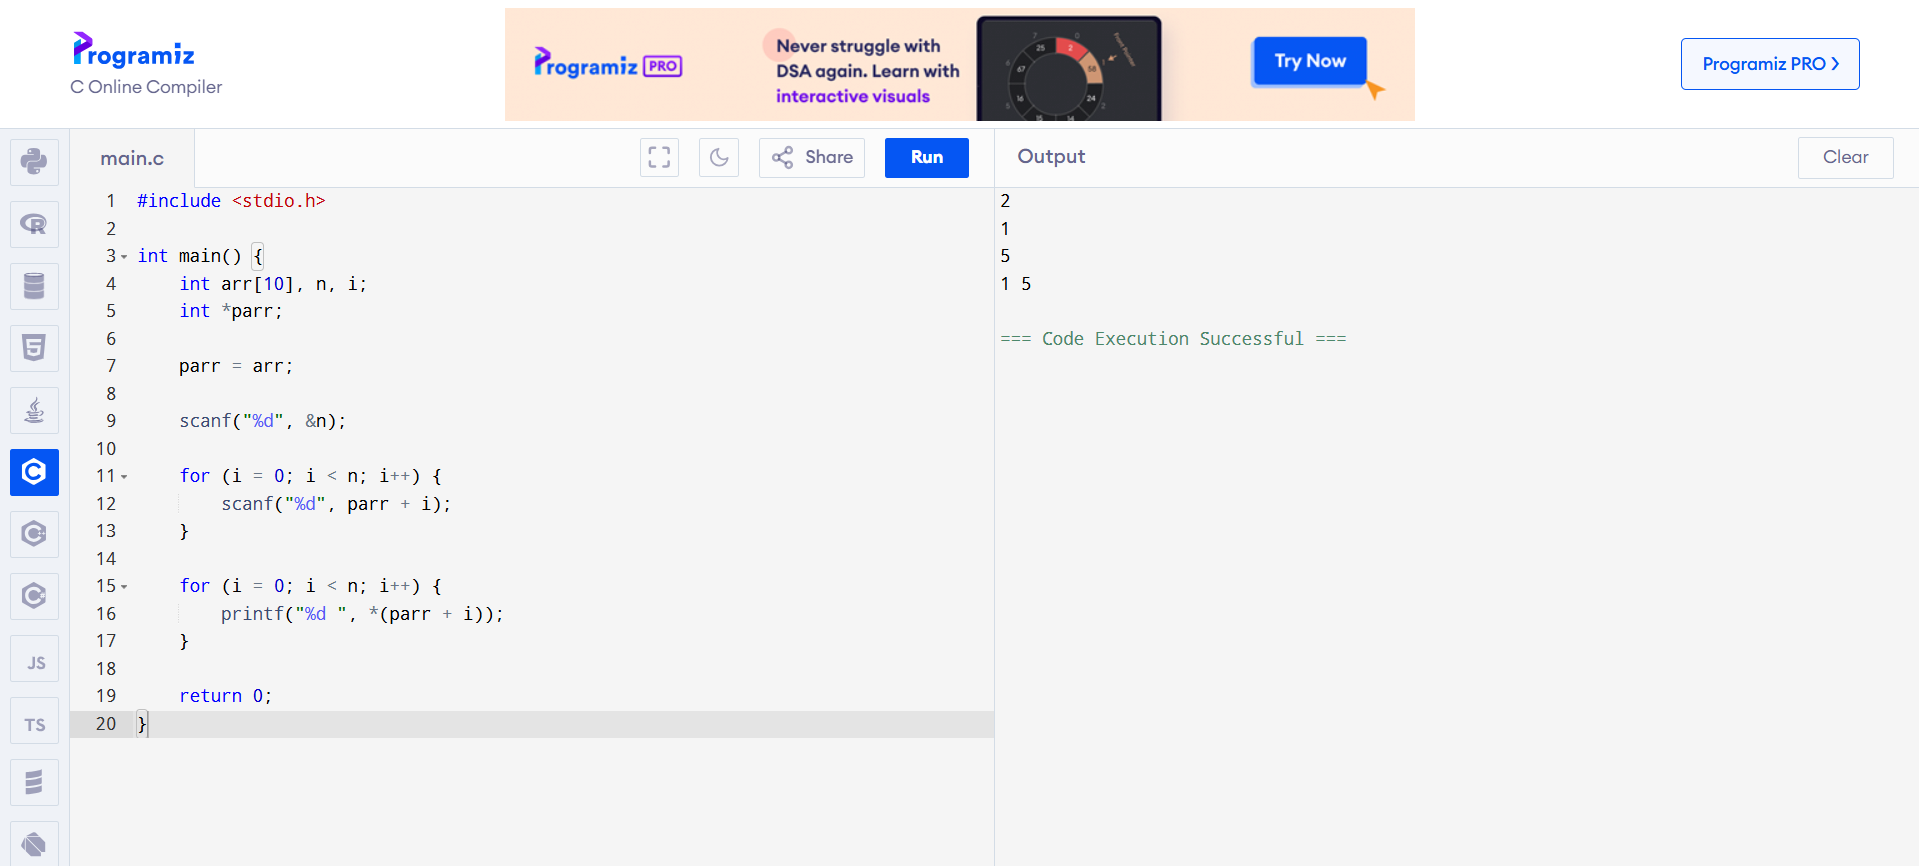 Programiz
C Online Compiler
Programiz PRO
Never struggle with
DSA again. Learn with
interactive visuals
Try Now
Programiz PRO >
main.c
Share
Run
Output
Clear
1 #include <stdio.h>
2
3 int main() {
4     int arr[10], n, i;
5     int *parr;
6
7     parr = arr;
8
9     scanf("%d", &n);
10
11     for (i = 0; i < n; i++) {
12         scanf("%d", parr + i);
13     }
14
15     for (i = 0; i < n; i++) {
16         printf("%d ", *(parr + i));
17     }
18
19     return 0;
20 }
2
1
5
1 5
=== Code Execution Successful ===
JS
TS